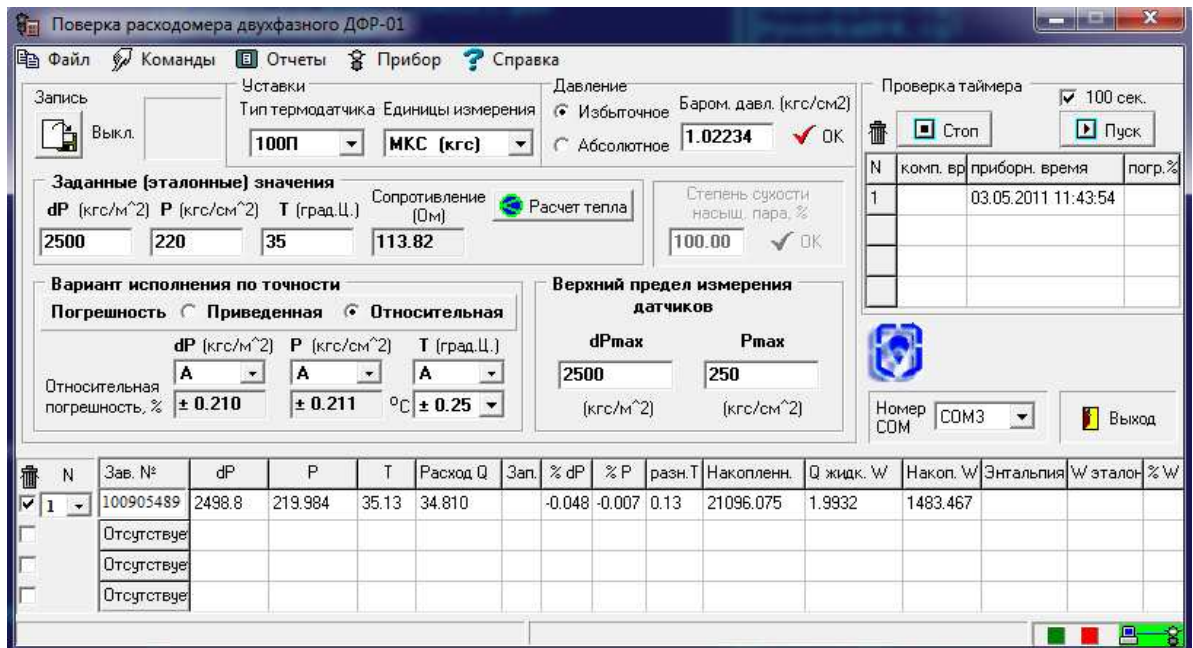 Поверка расходомера двухфазного ДФР-01
Файл Команды Отчеты Прибор Справка
Запись
Выкл.
Уставки
Тип термодатчика Единицы измерения
100П МКС (кгс)
Давление
Избыточное
Абсолютное
Баром. давл. (кгс/см2)
1.02234 OK
Проверка таймера
100 сек.
Стоп Пуск
N комп. вр приборн. время погр.%
1 03.05.2011 11:43:54
Заданные (эталонные) значения
dP (кгс/м^2) P (кгс/см^2) T (град.Ц.) Сопротивление (Ом)
2500 220 35 113.82
Расчет тепла
Степень сухости
насыщ. пара, %
100.00 OK
Вариант исполнения по точности
Погрешность Приведенная Относительная
dP (кгс/м^2) P (кгс/см^2) T (град.Ц.)
A A A
Относительная
погрешность, % ± 0.210 ± 0.211 ºC ± 0.25
Верхний предел измерения
датчиков
dPmax Pmax
2500 250
(кгс/м^2) (кгс/см^2)
Номер
COM COM3
Выход
N Зав. № dP P T Расход Q Зап. % dP % P разн.T Накопленн. Q жидк. W Накоп. W Энтальпия W эталон % W
1 100905489 2498.8 219.984 35.13 34.810 -0.048 -0.007 0.13 21096.075 1.9932 1483.467
Отсутствуе
Отсутствуе
Отсутствуе